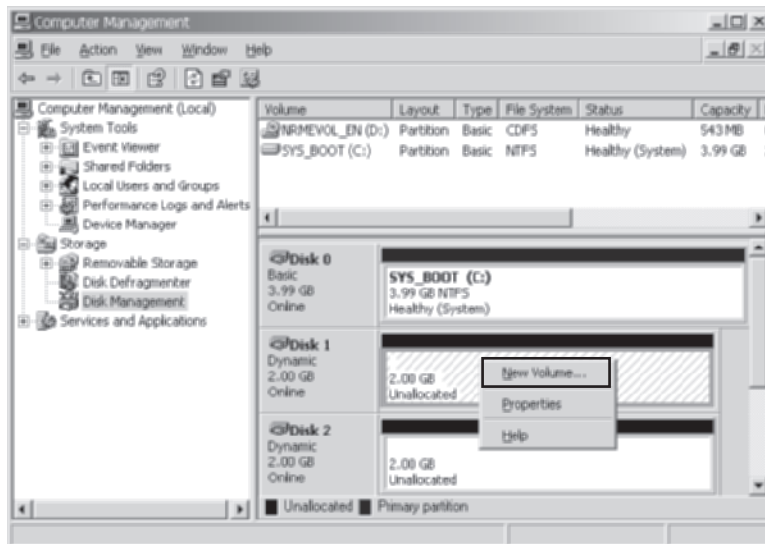 Computer Management
File Action View Window Help
Computer Management (Local)
System Tools
Event Viewer
Shared Folders
Local Users and Groups
Performance Logs and Alerts
Device Manager
Storage
Removable Storage
Disk Defragmenter
Disk Management
Services and Applications
Volume Layout Type File System Status Capacity
NRMEVOL_EN (D:) Partition Basic CDFS Healthy 543 MB
SYS_BOOT (C:) Partition Basic NTFS Healthy (System) 3.99 GB
Disk 0
Basic
3.99 GB
Online
SYS_BOOT (C:)
3.99 GB NTFS
Healthy (System)
Disk 1
Dynamic
2.00 GB
Online
2.00 GB
Unallocated
New Volume...
Properties
Help
Disk 2
Dynamic
2.00 GB
Online
2.00 GB
Unallocated
Unallocated Primary partition